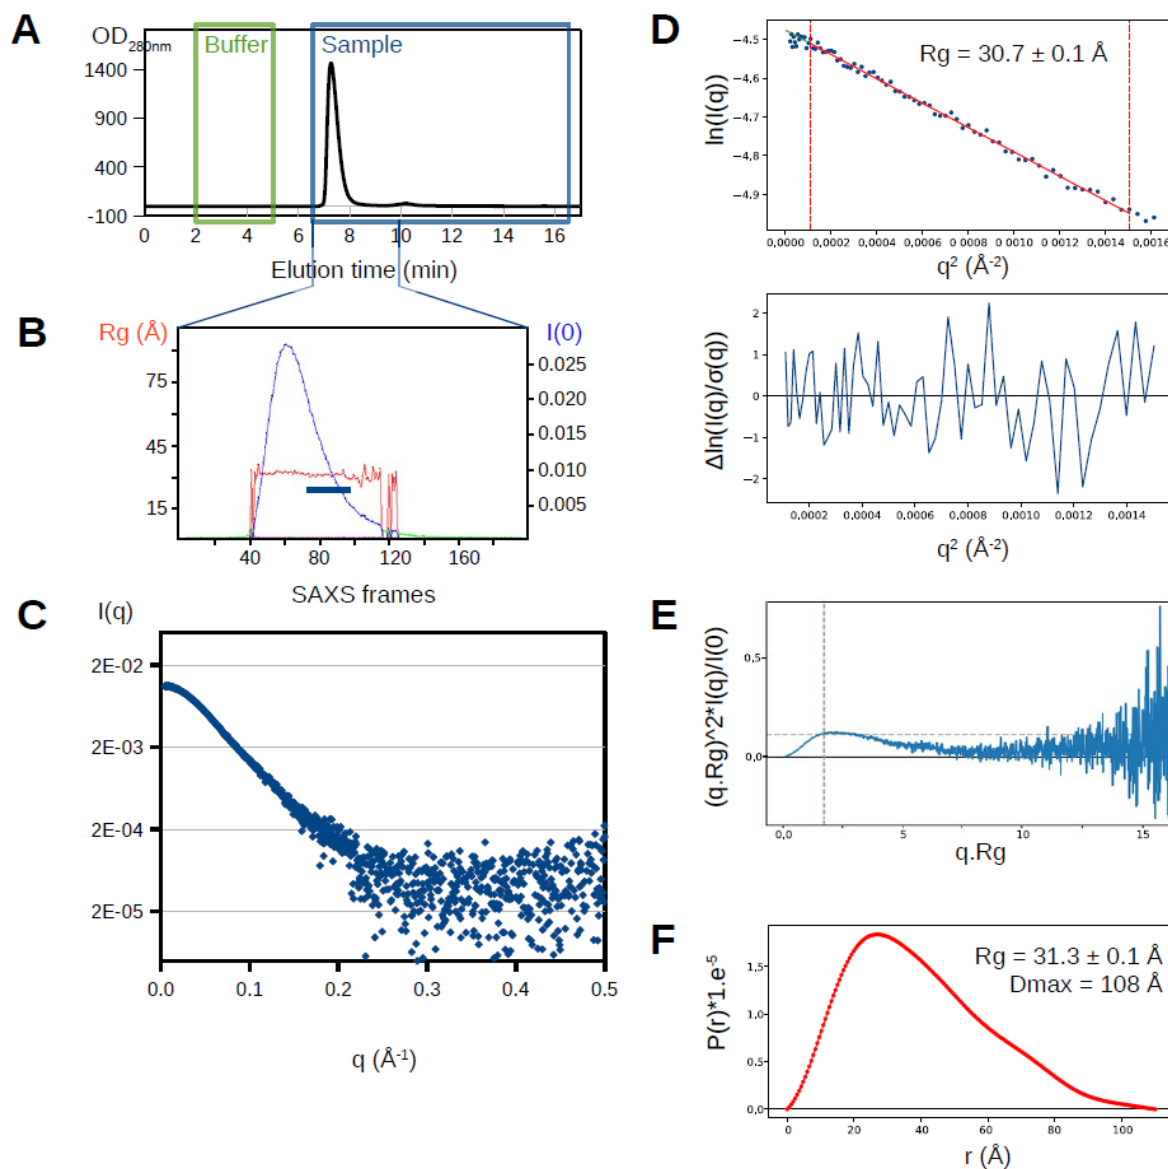 A
OD280nm
Buffer
Sample
1400
900
400
-100
0 2 4 6 8 10 12 14 16
Elution time (min)
B
Rg (Å)
I(0)
75
45
15
0.025
0.020
0.015
0.010
0.005
40 80 120 160
SAXS frames
C
I(q)
2E-02
2E-03
2E-04
2E-05
0.0 0.1 0.2 0.3 0.4 0.5
q (Å-1)
D
Rg = 30.7 ± 0.1 Å
ln(I(q))
−4.5
−4.6
−4.7
−4.8
−4.9
0,0000 0,0002 0,0004 0,0006 0 0008 0,0010 0,0012 0,0014 0,0016
q2 (Å-2)
Δln(I(q)/σ(q))
2
1
0
−1
−2
0,0002 0,0004 0,0006 0,0008 0,0010 0,0012 0,0014
q2 (Å-2)
E
(q.Rg)^2*I(q)/I(0)
0,5
0,0
0,0 5 10 15
q.Rg
F
Rg = 31.3 ± 0.1 Å
Dmax = 108 Å
P(r)*1.e-5
1,5
1,0
0,5
0,0
0 20 40 60 80 100
r (Å)